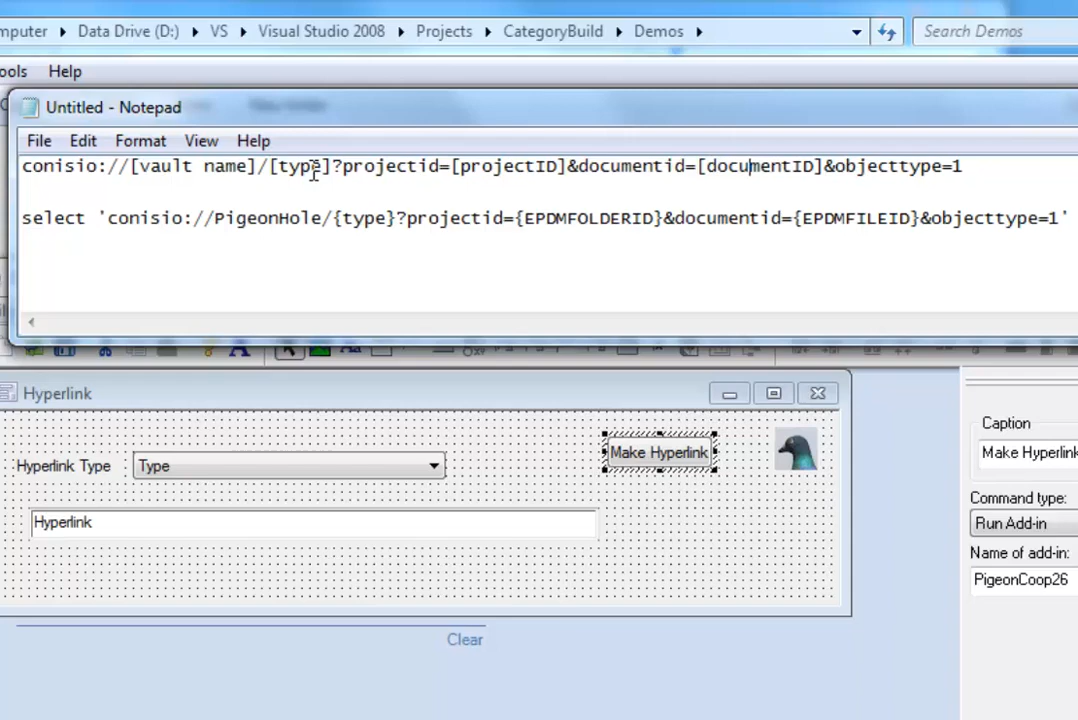 mputer ▸ Data Drive (D:) ▸ VS ▸ Visual Studio 2008 ▸ Projects ▸ CategoryBuild ▸ Demos ▸ Search Demos
ools Help
Untitled - Notepad
File Edit Format View Help
conisio://[vault name]/[type]?projectid=[projectID]&documentid=[documentID]&objecttype=1
select 'conisio://PigeonHole/{type}?projectid={EPDMFOLDERID}&documentid={EPDMFILEID}&objecttype=1'
Hyperlink
Caption
Make Hyperlink
Make Hyperlink
Hyperlink Type Type
Command type:
Run Add-in
Hyperlink
Name of add-in:
PigeonCoop26
Clear